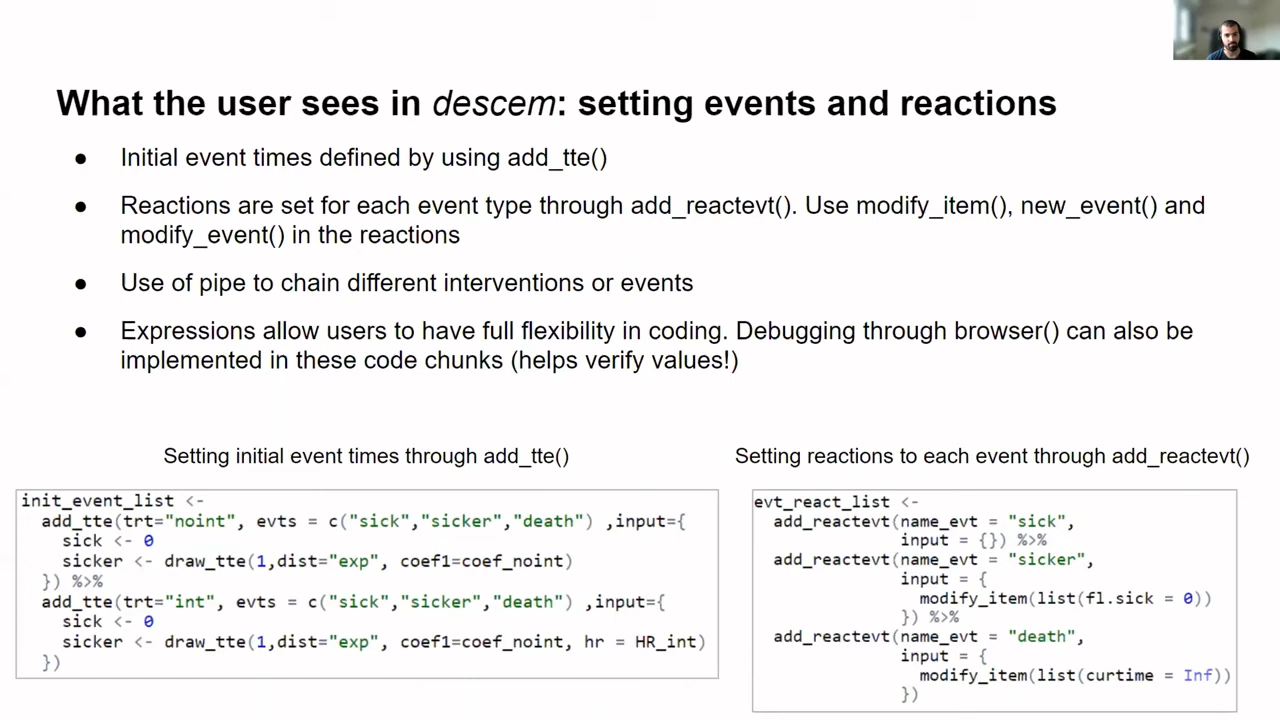 What the user sees in descem: setting events and reactions
● Initial event times defined by using add_tte()
● Reactions are set for each event type through add_reactevt(). Use modify_item(), new_event() and
modify_event() in the reactions
● Use of pipe to chain different interventions or events
● Expressions allow users to have full flexibility in coding. Debugging through browser() can also be
implemented in these code chunks (helps verify values!)
Setting initial event times through add_tte()
init_event_list <-
  add_tte(trt="noint", evts = c("sick","sicker","death") ,input={
    sick <- 0
    sicker <- draw_tte(1,dist="exp", coef1=coef_noint)
  }) %>%
  add_tte(trt="int", evts = c("sick","sicker","death") ,input={
    sick <- 0
    sicker <- draw_tte(1,dist="exp", coef1=coef_noint, hr = HR_int)
  })
Setting reactions to each event through add_reactevt()
evt_react_list <-
  add_reactevt(name_evt = "sick",
               input = {}) %>%
  add_reactevt(name_evt = "sicker",
               input = {
                 modify_item(list(fl.sick = 0))
               }) %>%
  add_reactevt(name_evt = "death",
               input = {
                 modify_item(list(curtime = Inf))
               })